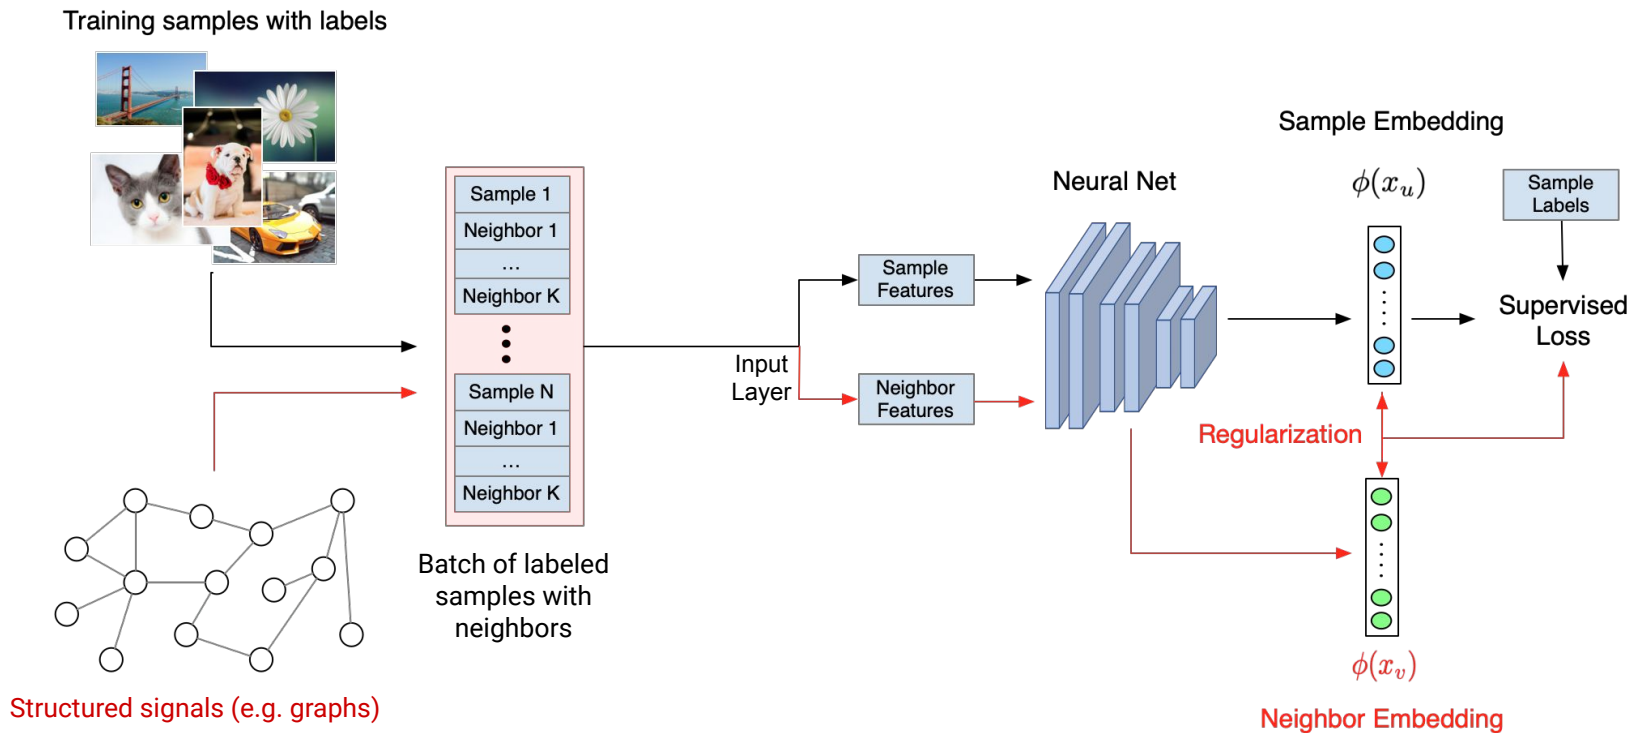 Training samples with labels
Sample 1
Neighbor 1
...
Neighbor K
Sample N
Neighbor 1
...
Neighbor K
Batch of labeled
samples with
neighbors
Structured signals (e.g. graphs)
Input
Layer
Sample
Features
Neighbor
Features
Neural Net
Sample Embedding
ϕ(x_u)
Sample
Labels
Supervised
Loss
Regularization
ϕ(x_v)
Neighbor Embedding